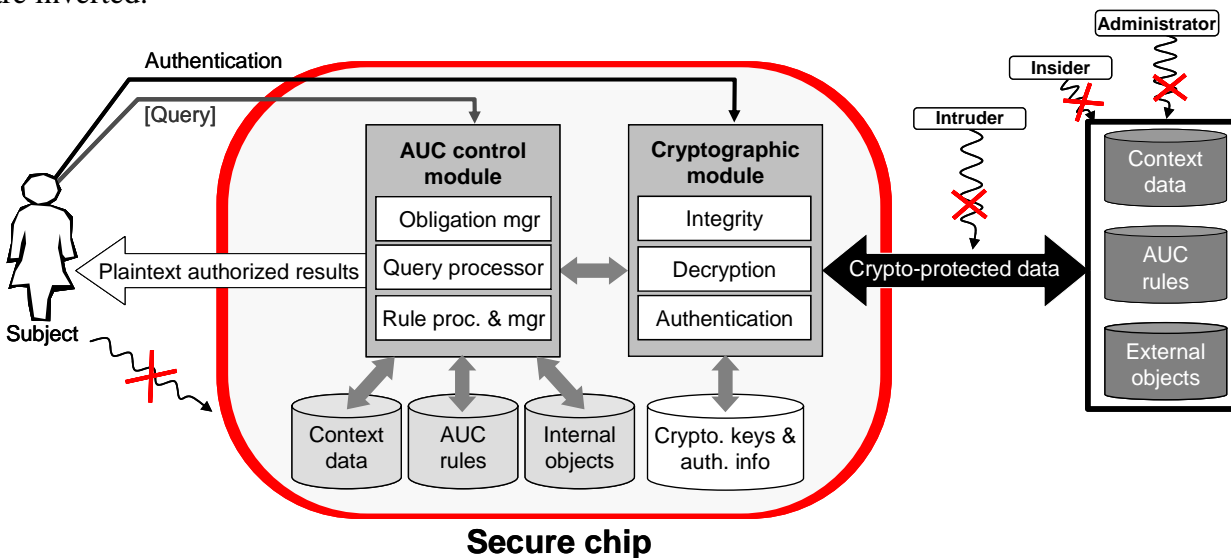 are inverted.
Administrator
Insider
Authentication
[Query]
Intruder
AUC control
module
Cryptographic
module
Context
data
Obligation mgr
Integrity
Plaintext authorized results
Query processor
Decryption
Crypto-protected data
AUC
rules
Rule proc. & mgr
Authentication
Subject
External
objects
Context
data
AUC
rules
Internal
objects
Crypto. keys &
auth. info
Secure chip